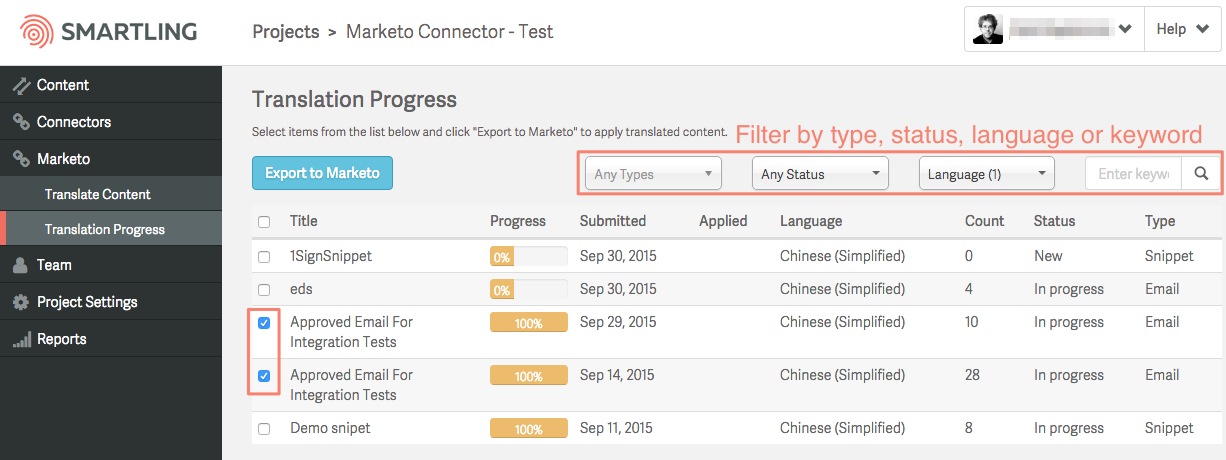 SMARTLING
Projects > Marketo Connector - Test
Help
Content
Connectors
Marketo
Translate Content
Translation Progress
Team
Project Settings
Reports
Translation Progress
Select items from the list below and click "Export to Marketo" to apply translated content.
Filter by type, status, language or keyword
Export to Marketo
Any Types
Any Status
Language (1)
Enter keyw
Title Progress Submitted Applied Language Count Status Type
1SignSnippet 0% Sep 30, 2015 Chinese (Simplified) 0 New Snippet
eds 0% Sep 30, 2015 Chinese (Simplified) 4 In progress Email
Approved Email For 100% Sep 29, 2015 Chinese (Simplified) 10 In progress Email
Integration Tests
Approved Email For 100% Sep 14, 2015 Chinese (Simplified) 28 In progress Email
Integration Tests
Demo snipet 100% Sep 11, 2015 Chinese (Simplified) 8 In progress Snippet